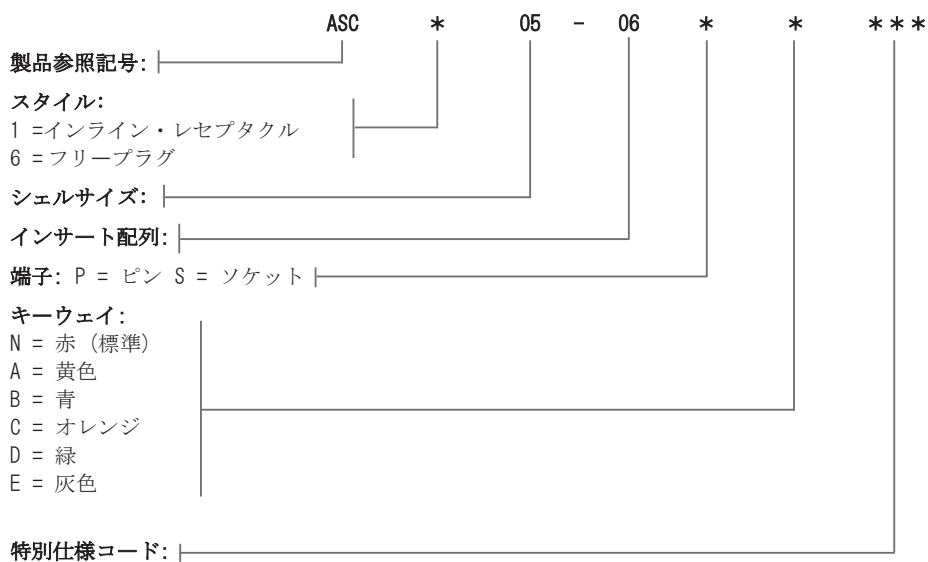 ASC * 05 - 06 * * ***
製品参照記号:
スタイル:
1 =インライン・レセプタクル
6 =フリープラグ
シェルサイズ:
インサート配列:
端子: P = ピン S = ソケット
キーウェイ:
N = 赤 (標準)
A = 黄色
B = 青
C = オレンジ
D = 緑
E = 灰色
特別仕様コード: